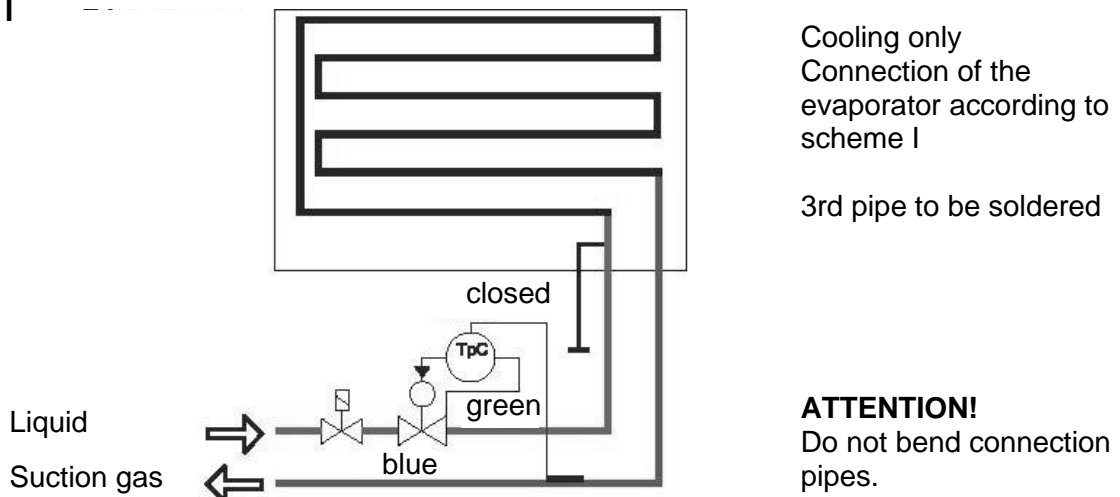 Cooling only
Connection of the
evaporator according to
scheme I
3rd pipe to be soldered
closed
TpC
green
Liquid
blue
Suction gas
ATTENTION!
Do not bend connection
pipes.